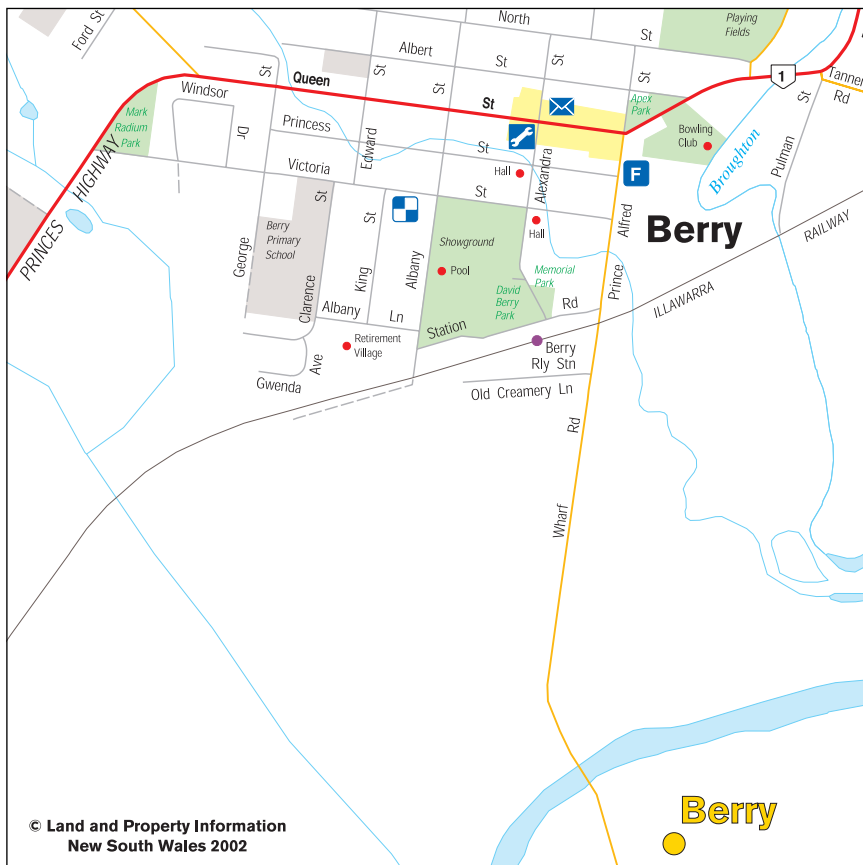 North
Playing
Fields
Ford St
Albert
St
St
St
St
St
Queen
St
1
Tanner
Rd
Windsor
Dr
Mark
Radium
Park
Princess
St
Edward
Apex
Park
Bowling
Club
Broughton
Pulman
St
PRINCES HIGHWAY
Victoria
St
Hall
Alexandra
F
Berry
Primary
School
St
St
Showground
Hall
Alfred
Berry
RAILWAY
George
Clarence
King
Albany
Pool
Memorial
Park
David
Berry
Park
Prince
ILLAWARRA
Albany
Ln
Station
Rd
Retirement
Village
Ave
Gwenda
Berry
Rly Stn
Old Creamery Ln
Rd
Wharf
Berry
© Land and Property Information
New South Wales 2002